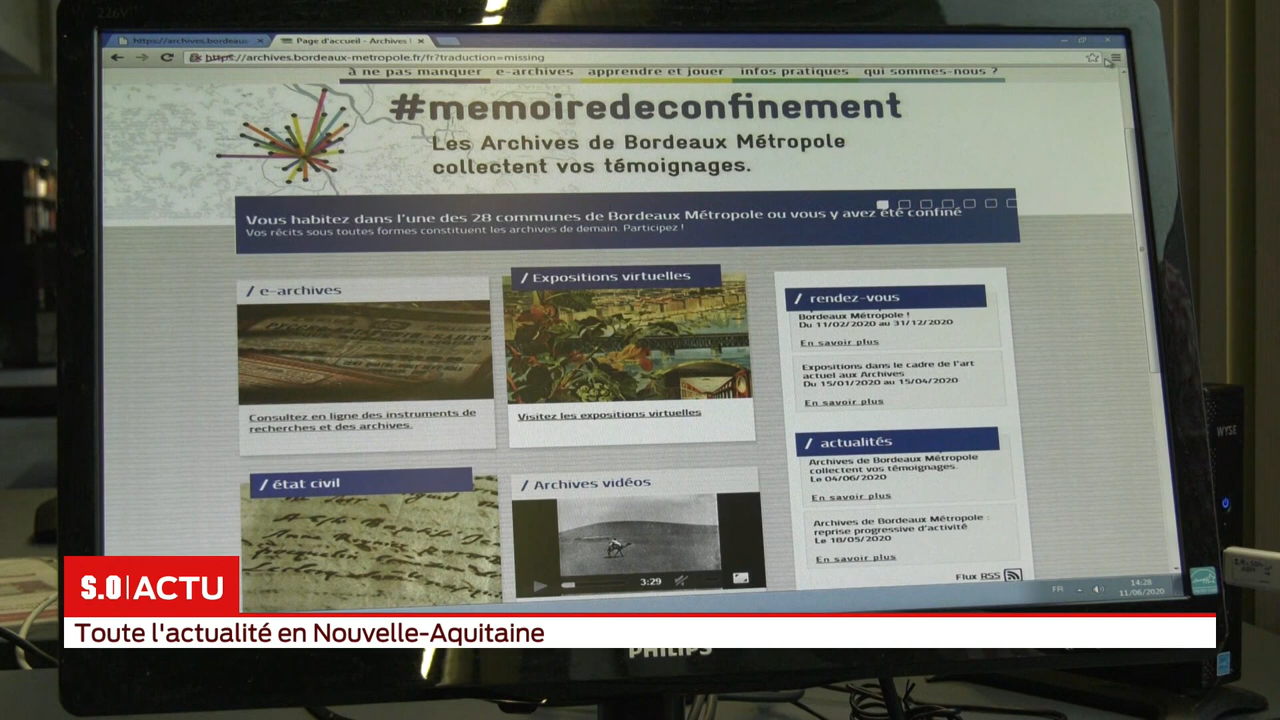 226V
https://archives.bordeaux
Page d'accueil - Archives
https://archives.bordeaux-metropole.fr/fr?traduction=missing
à ne pas manquer e-archives apprendre et jouer infos pratiques qui sommes-nous ?
#memoiredeconfinement
Les Archives de Bordeaux Métropole
collectent vos témoignages.
Vous habitez dans l'une des 28 communes de Bordeaux Métropole ou vous y avez été confiné
Vos récits sous toutes formes constituent les archives de demain. Participez !
/ e-archives
Consultez en ligne des instruments de
recherches et des archives.
/ Expositions virtuelles
Visitez les expositions virtuelles
/ rendez-vous
Bordeaux Métropole !
Du 11/02/2020 au 31/12/2020
En savoir plus
Expositions dans le cadre de l'art
actuel aux Archives
Du 15/01/2020 au 15/04/2020
En savoir plus
/ état civil
/ Archives vidéos
3:29
/ actualités
Archives de Bordeaux Métropole
collectent vos témoignages.
Le 04/06/2020
En savoir plus
Archives de Bordeaux Métropole :
reprise progressive d'activité
Le 18/05/2020
En savoir plus
Flux RSS
FR
14:28
11/06/2020
WYSE
S.O ACTU
Toute l'actualité en Nouvelle-Aquitaine
PHILIPS